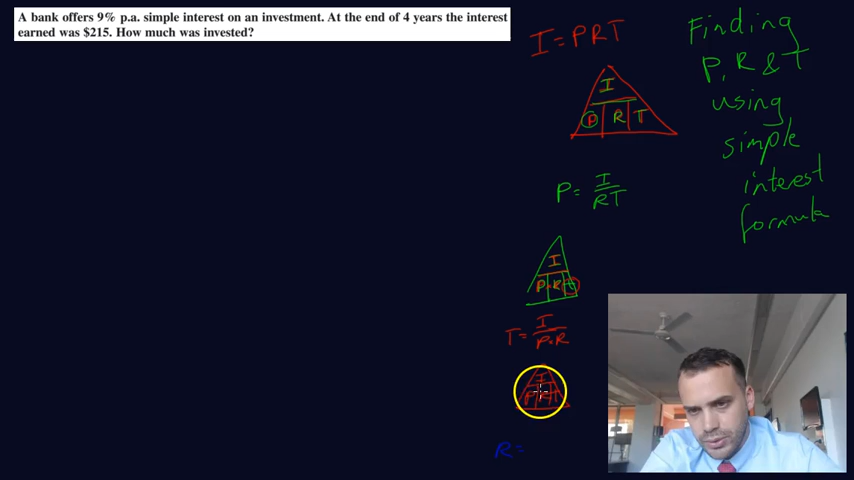 A bank offers 9% p.a. simple interest on an investment. At the end of 4 years the interest
earned was $215. How much was invested?
I = PRT
I
P R T
P = I/RT
I
P R t
T = I/P×R
I
P R T
R =
Finding
P, R & T
using
simple
interest
formula